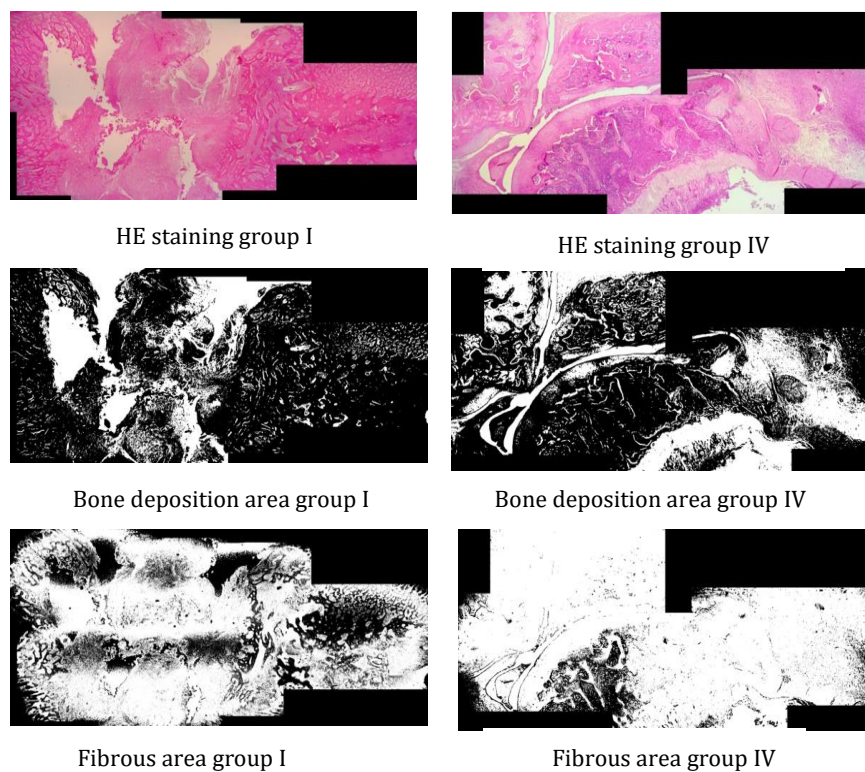 HE staining group I
HE staining group IV
Bone deposition area group I
Bone deposition area group IV
Fibrous area group I
Fibrous area group IV